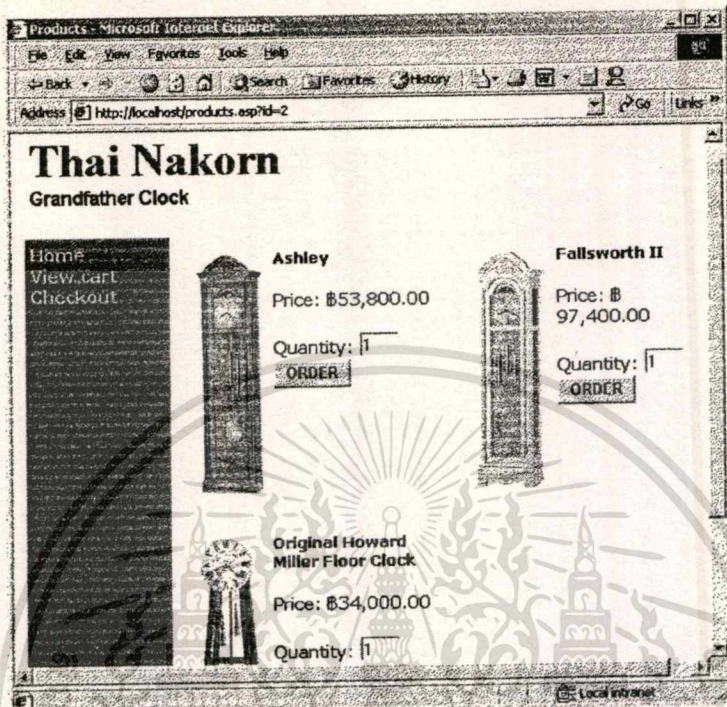 Products - Microsoft Internet Explorer
File Edit View Favorites Tools Help
Back Search Favorites History
Address http://localhost/products.asp?id=2 Go Links »
Thai Nakorn
Grandfather Clock
Home
View cart
Checkout
Ashley
Price: ฿53,800.00
Quantity: 1
ORDER
Fallsworth II
Price: ฿
97,400.00
Quantity: 1
ORDER
Original Howard
Miller Floor Clock
Price: ฿34,000.00
Quantity: 1
Local intranet